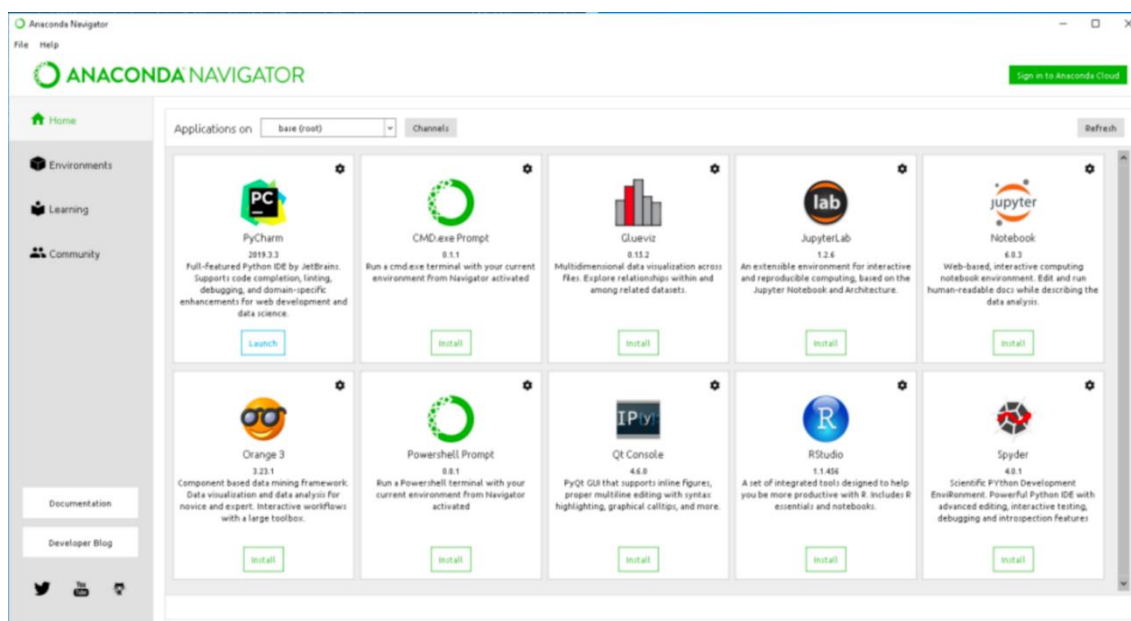 Anaconda Navigator
File Help
ANACONDA NAVIGATOR
Sign in to Anaconda Cloud
Home
Environments
Learning
Community
Documentation
Developer Blog
You
Tube
Applications on base (root) Channels Refresh
PC
PyCharm
2019.3.3
Full-featured Python IDE by JetBrains.
Supports code completion, linting,
debugging, and domain-specific
enhancements for web development and
data science.
Launch
CMD.exe Prompt
0.1.1
Run a cmd.exe terminal with your current
environment from Navigator activated
Install
Glueviz
0.15.2
Multidimensional data visualization across
files. Explore relationships within and
among related datasets.
Install
lab
JupyterLab
1.2.6
An extensible environment for interactive
and reproducible computing, based on the
Jupyter Notebook and Architecture.
Install
jupyter
Notebook
6.0.3
Web-based, interactive computing
notebook environment. Edit and run
human-readable docs while describing the
data analysis.
Install
Orange 3
3.23.1
Component based data mining framework.
Data visualization and data analysis for
novice and expert. Interactive workflows
with a large toolbox.
Install
Powershell Prompt
0.0.1
Run a Powershell terminal with your
current environment from Navigator
activated
Install
IP[y]:
Qt Console
4.6.0
PyQt GUI that supports inline figures,
proper multiline editing with syntax
highlighting, graphical calltips, and more.
Install
R
RStudio
1.1.456
A set of integrated tools designed to help
you be more productive with R. Includes R
essentials and notebooks.
Install
Spyder
4.0.1
Scientific PYthon Development
EnviRonment. Powerful Python IDE with
advanced editing, interactive testing,
debugging and introspection features
Install